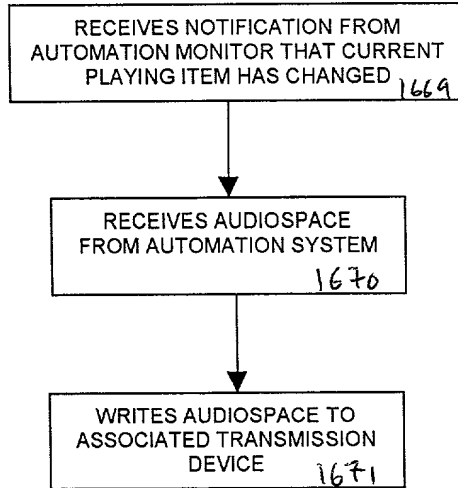 RECEIVES NOTIFICATION FROM
AUTOMATION MONITOR THAT CURRENT
PLAYING ITEM HAS CHANGED 1669
RECEIVES AUDIOSPACE
FROM AUTOMATION SYSTEM
1670
WRITES AUDIOSPACE TO
ASSOCIATED TRANSMISSION
DEVICE 1671